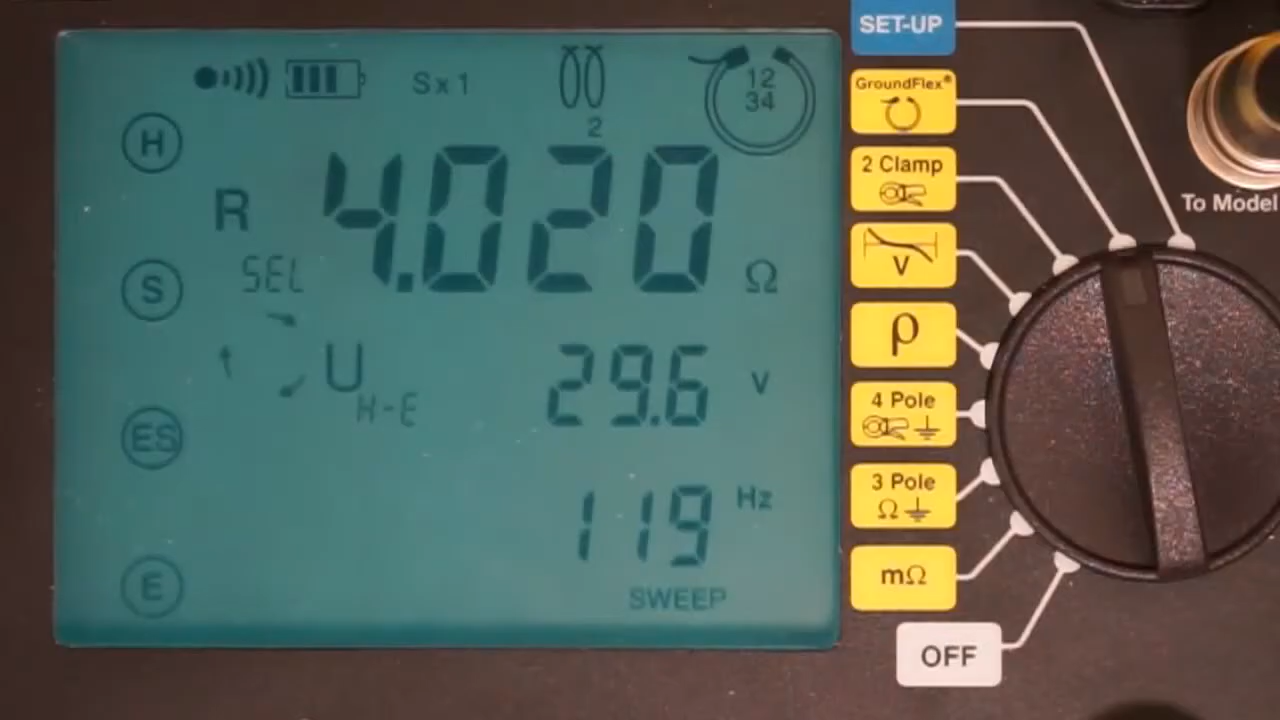 S x 1
2
12
34
H
R
4.020
Ω
SEL
S
U
H-E
29.6
V
ES
119
Hz
SWEEP
E
SET-UP
GroundFlex®
2 Clamp
V
ρ
4 Pole
3 Pole
Ω
mΩ
OFF
To Model